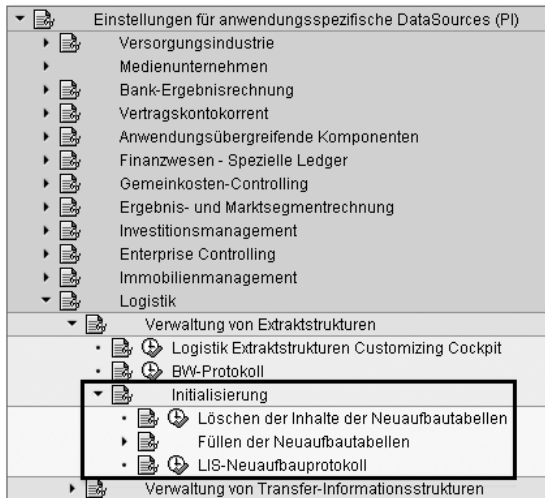 Einstellungen für anwendungsspezifische DataSources (PI)
Versorgungsindustrie
Medienunternehmen
Bank-Ergebnisrechnung
Vertragskontokorrent
Anwendungsübergreifende Komponenten
Finanzwesen - Spezielle Ledger
Gemeinkosten-Controlling
Ergebnis- und Marktsegmentrechnung
Investitionsmanagement
Enterprise Controlling
Immobilienmanagement
Logistik
Verwaltung von Extraktstrukturen
Logistik Extraktstrukturen Customizing Cockpit
BW-Protokoll
Initialisierung
Löschen der Inhalte der Neuaufbautabellen
Füllen der Neuaufbautabellen
LIS-Neuaufbauprotokoll
Verwaltung von Transfer-Informationsstrukturen